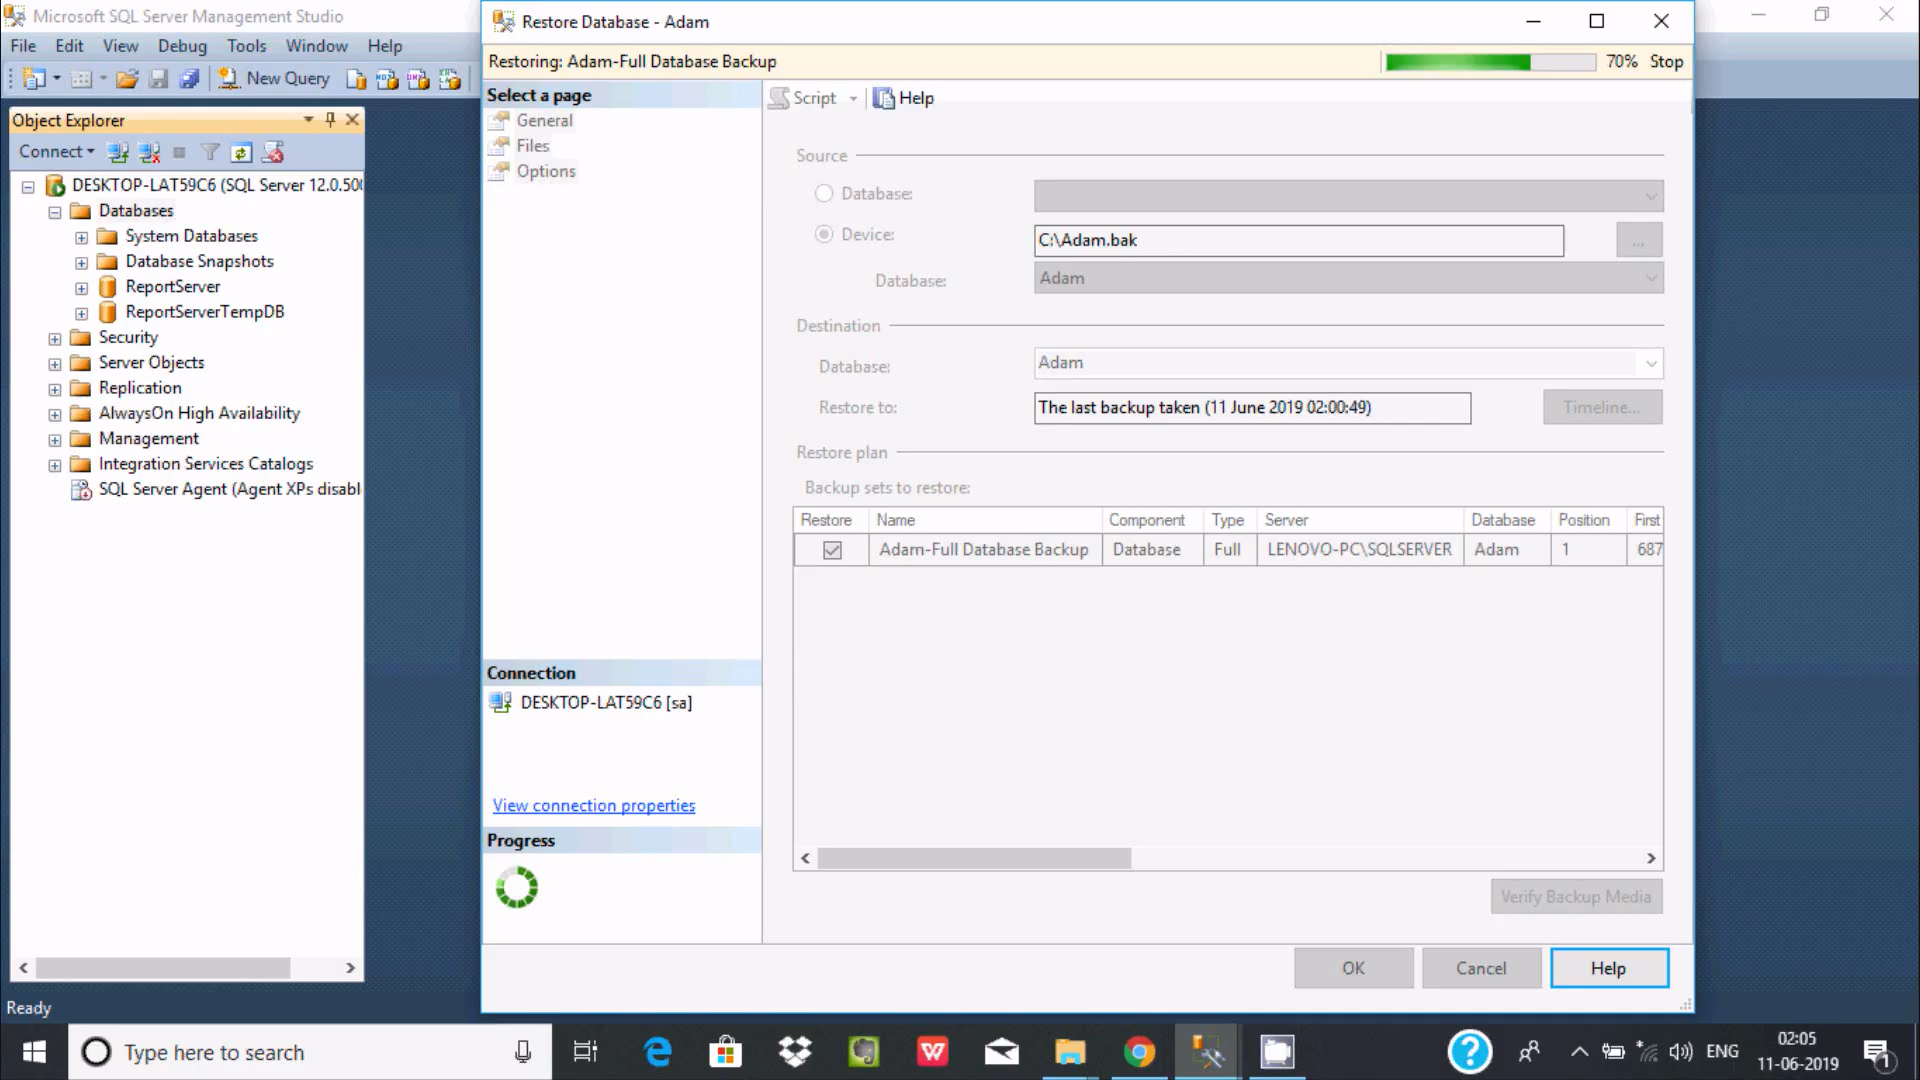 Microsoft SQL Server Management Studio
File Edit View Debug Tools Window Help
New Query
Object Explorer
Connect
DESKTOP-LAT59C6 (SQL Server 12.0.500
Databases
System Databases
Database Snapshots
ReportServer
ReportServerTempDB
Security
Server Objects
Replication
AlwaysOn High Availability
Management
Integration Services Catalogs
SQL Server Agent (Agent XPs disabl
Ready
Restore Database - Adam
Restoring: Adam-Full Database Backup
70% Stop
Select a page
General
Files
Options
Script Help
Source
Database:
Device: C:\Adam.bak ...
Database: Adam
Destination
Database: Adam
Restore to: The last backup taken (11 June 2019 02:00:49) Timeline...
Restore plan
Backup sets to restore:
Restore Name Component Type Server Database Position First
Adam-Full Database Backup Database Full LENOVO-PC\SQLSERVER Adam 1 687
Connection
DESKTOP-LAT59C6 [sa]
View connection properties
Progress
Verify Backup Media
OK Cancel Help
Type here to search
ENG
02:05
11-06-2019
1